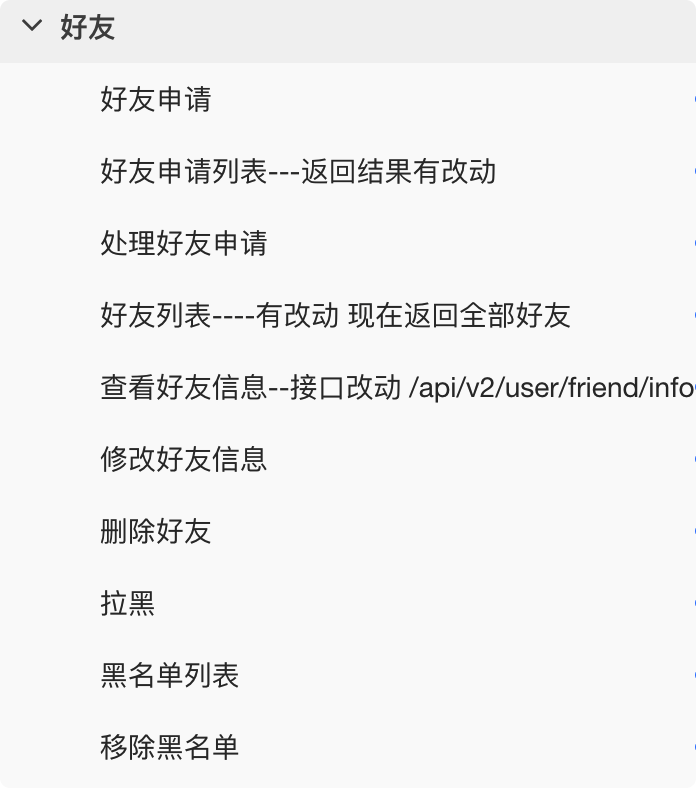 好友
好友申请
好友申请列表---返回结果有改动
处理好友申请
好友列表----有改动 现在返回全部好友
查看好友信息--接口改动 /api/v2/user/friend/info
修改好友信息
删除好友
拉黑
黑名单列表
移除黑名单